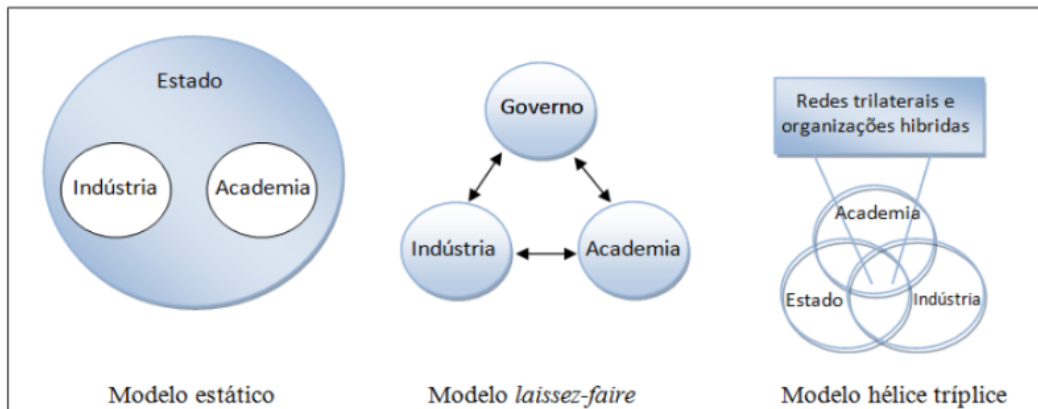 Estado
Indústria
Academia
Modelo estático
Governo
Indústria
Academia
Modelo laissez-faire
Redes trilaterais e
organizações hibridas
Academia
Estado
Indústria
Modelo hélice tríplice